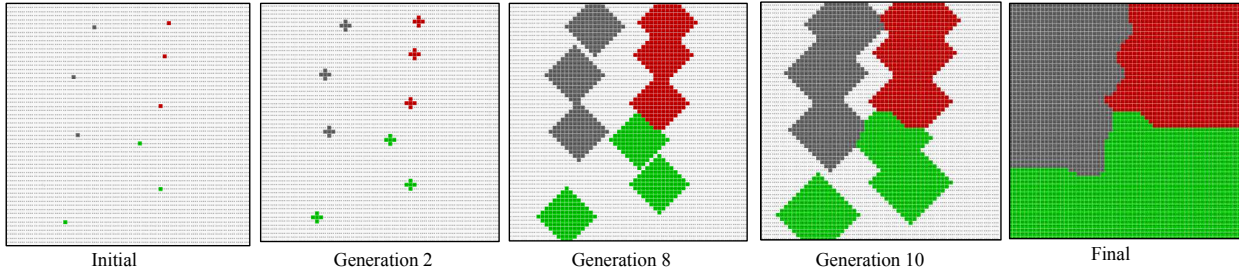 Initial
Generation 2
Generation 8
Generation 10
Final